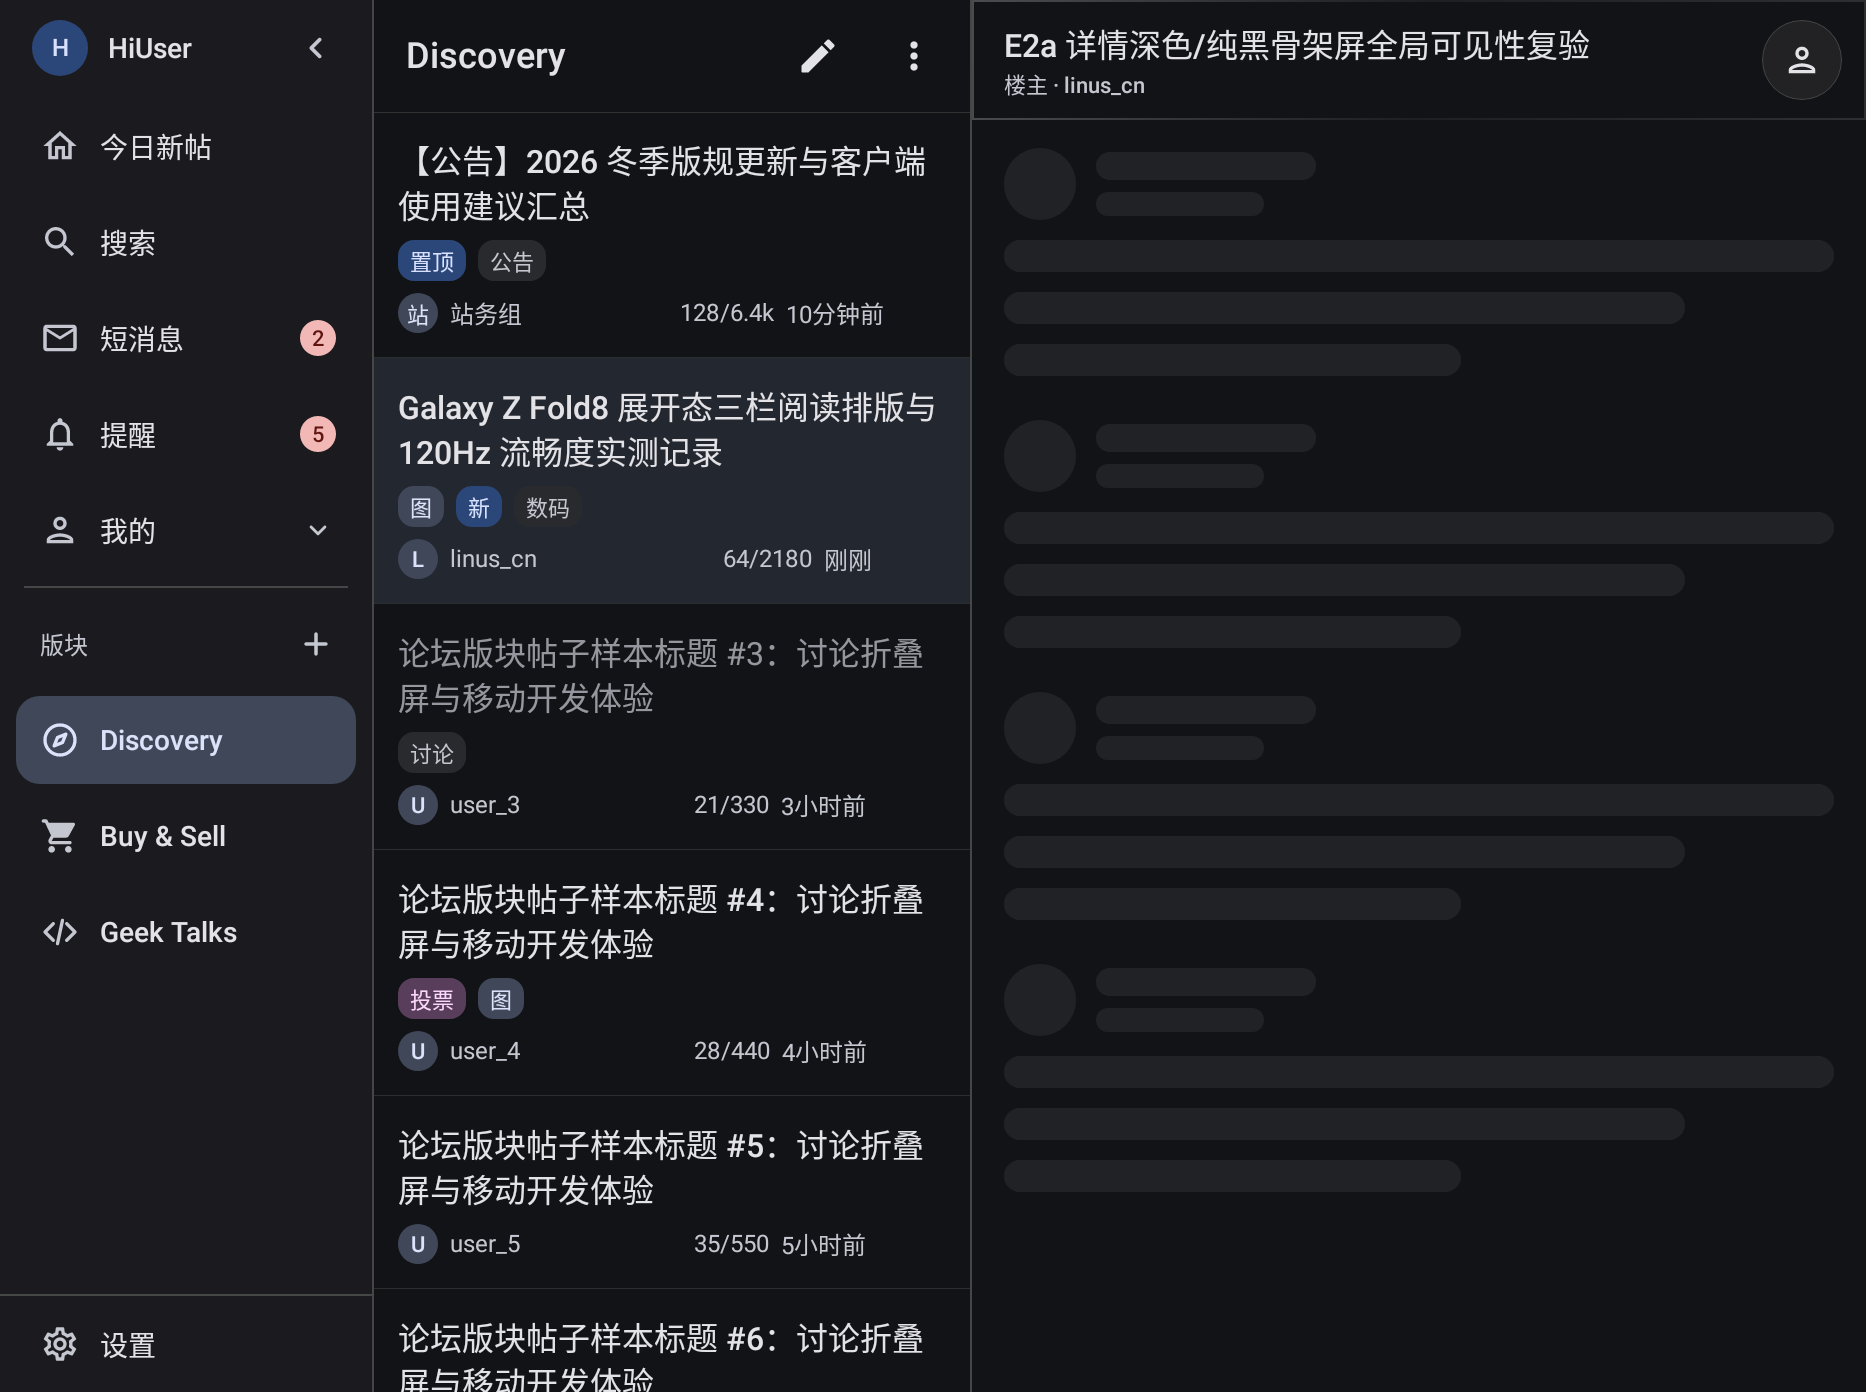 H HiUser
今日新帖
搜索
短消息 2
提醒 5
我的
版块
Discovery
Buy & Sell
Geek Talks
设置
Discovery
【公告】2026 冬季版规更新与客户端
使用建议汇总
置顶 公告
站 站务组 128/6.4k 10分钟前
Galaxy Z Fold8 展开态三栏阅读排版与
120Hz 流畅度实测记录
图 新 数码
L linus_cn 64/2180 刚刚
论坛版块帖子样本标题 #3：讨论折叠
屏与移动开发体验
讨论
U user_3 21/330 3小时前
论坛版块帖子样本标题 #4：讨论折叠
屏与移动开发体验
投票 图
U user_4 28/440 4小时前
论坛版块帖子样本标题 #5：讨论折叠
屏与移动开发体验
U user_5 35/550 5小时前
论坛版块帖子样本标题 #6：讨论折叠
屏与移动开发体验
E2a 详情深色/纯黑骨架屏全局可见性复验
楼主 · linus_cn